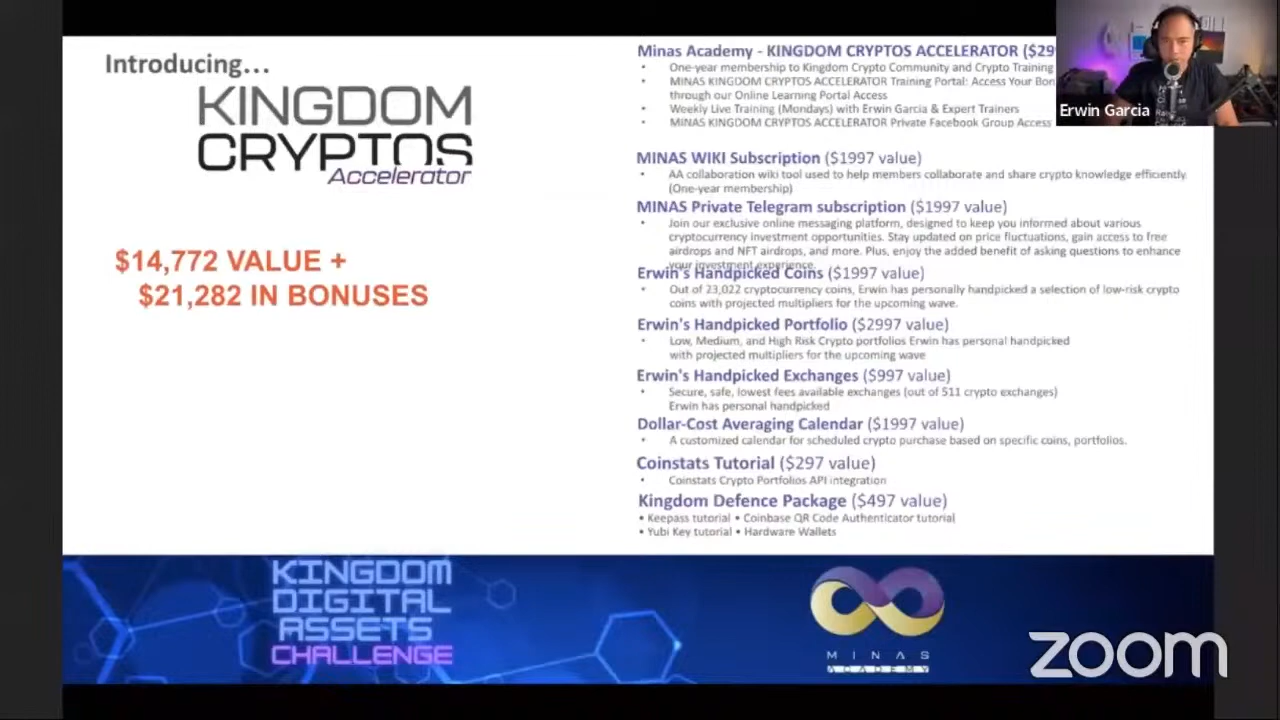 Introducing...
KINGDOM
CRYPTOS
Accelerator
$14,772 VALUE +
$21,282 IN BONUSES
Minas Academy - KINGDOM CRYPTOS ACCELERATOR ($29
• One-year membership to Kingdom Crypto Community and Crypto Training
• MINAS KINGDOM CRYPTOS ACCELERATOR Training Portal: Access Your Bon
through our Online Learning Portal Access
• Weekly Live Training (Mondays) with Erwin Garcia & Expert Trainers
• MINAS KINGDOM CRYPTOS ACCELERATOR Private Facebook Group Access
MINAS WIKI Subscription ($1997 value)
• AA collaboration wiki tool used to help members collaborate and share crypto knowledge efficiently
(One-year membership)
MINAS Private Telegram subscription ($1997 value)
• Join our exclusive online messaging platform, designed to keep you informed about various
cryptocurrency investment opportunities. Stay updated on price fluctuations, gain access to free
airdrops and NFT airdrops, and more. Plus, enjoy the added benefit of asking questions to enhance
your investment experience.
Erwin's Handpicked Coins ($1997 value)
• Out of 23,022 cryptocurrency coins, Erwin has personally handpicked a selection of low-risk crypto
coins with projected multipliers for the upcoming wave.
Erwin's Handpicked Portfolio ($2997 value)
• Low, Medium, and High Risk Crypto portfolios Erwin has personal handpicked
with projected multipliers for the upcoming wave
Erwin's Handpicked Exchanges ($997 value)
• Secure, safe, lowest fees available exchanges (out of 511 crypto exchanges)
Erwin has personal handpicked
Dollar-Cost Averaging Calendar ($1997 value)
• A customized calendar for scheduled crypto purchase based on specific coins, portfolios.
Coinstats Tutorial ($297 value)
• Coinstats Crypto Portfolios API integration
Kingdom Defence Package ($497 value)
• Keepass tutorial • Coinbase QR Code Authenticator tutorial
• Yubi Key tutorial • Hardware Wallets
Erwin Garcia
KINGDOM
DIGITAL
ASSETS
CHALLENGE
MINAS
ACADEMY
zoom